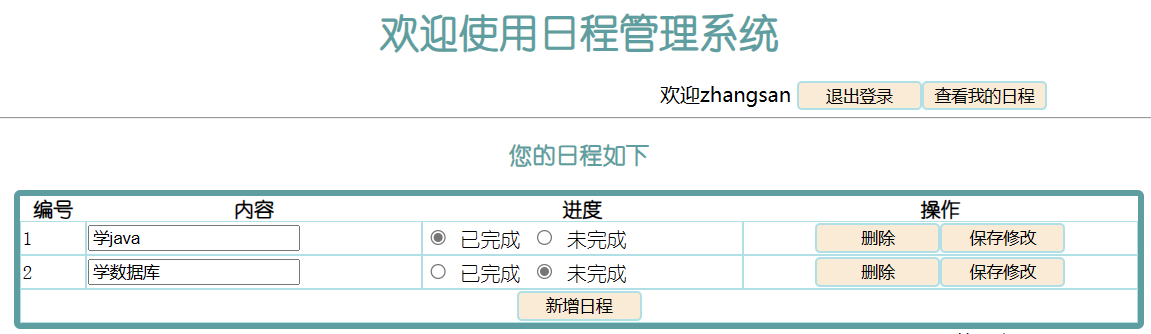 欢迎使用日程管理系统
欢迎zhangsan 退出登录 查看我的日程
您的日程如下
编号 内容 进度 操作
1 学java 已完成 未完成 删除 保存修改
2 学数据库 已完成 未完成 删除 保存修改
新增日程